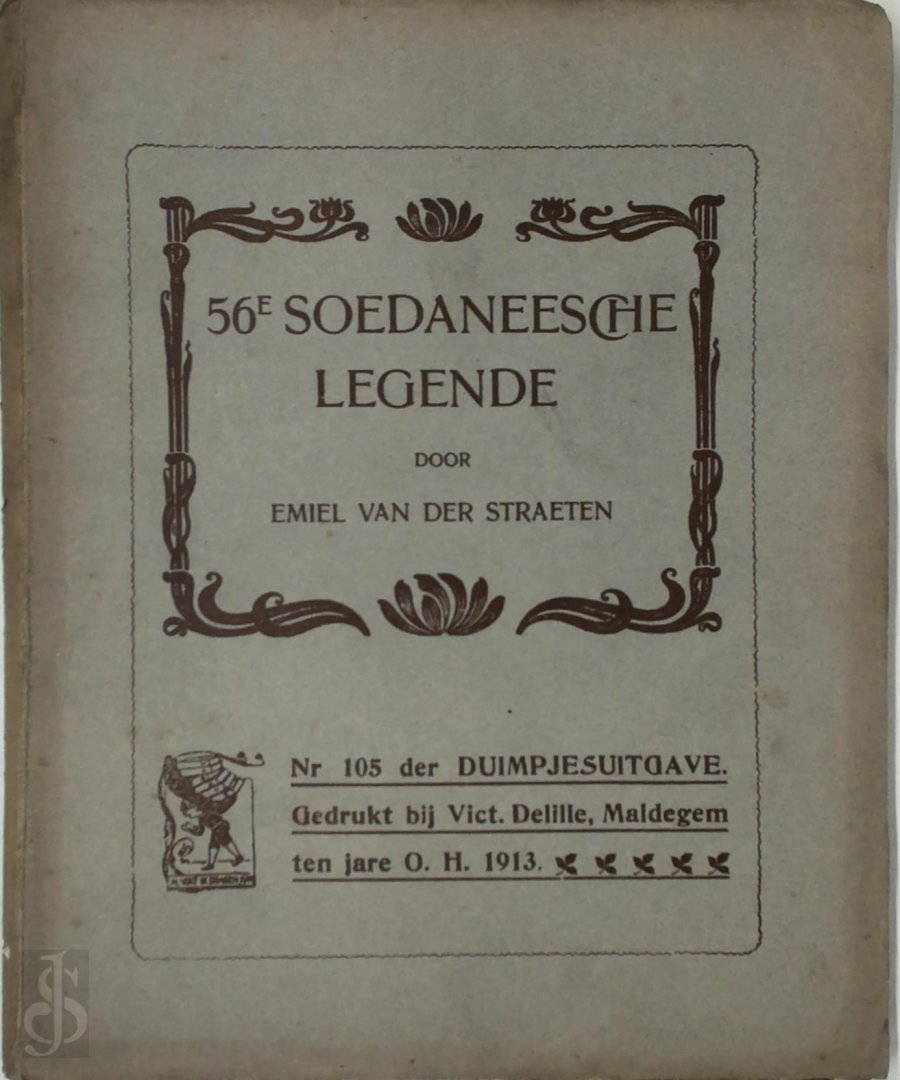 56E SOEDANEESCHE
LEGENDE
DOOR
EMIEL VAN DER STRAETEN
Nr 105 der DUIMPJESUITGAVE.
Gedrukt bij Vict. Delille, Maldegem
ten jare O. H. 1913.
JS